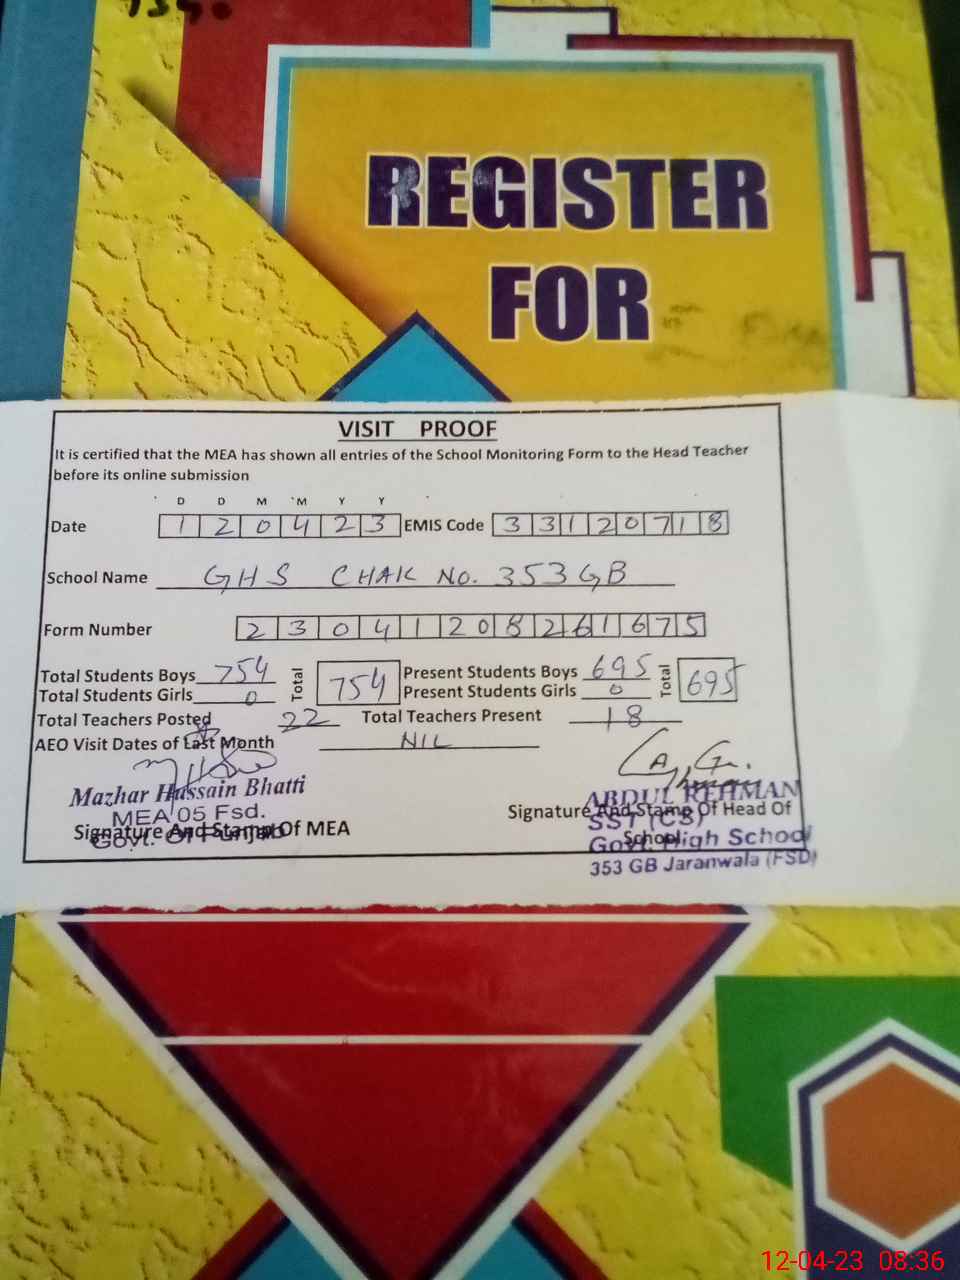 REGISTER
FOR
VISIT PROOF
It is certified that the MEA has shown all entries of the School Monitoring Form to the Head Teacher
before its online submission
D D M M Y Y
Date 1 2 0 4 2 3 EMIS Code 3 3 1 2 0 7 1 8
School Name GHS CHAK NO. 353 GB
Form Number 2 3 0 4 1 2 0 8 2 6 1 6 7 5
Total Students Boys 754 Total 754 Present Students Boys 695 Total 695
Total Students Girls 0 Present Students Girls 0
Total Teachers Posted 22 Total Teachers Present 18
AEO Visit Dates of Last Month NIL
Mazhar Hussain Bhatti
MEA 05 Fsd.
Govt. Of Punjab
Signature And Stamp Of MEA
ABDUL REHMAN
Signature And Stamp Of Head Of
SST (CS)
School
Govt. High School
353 GB Jaranwala (FSD)
12-04-23 08:36